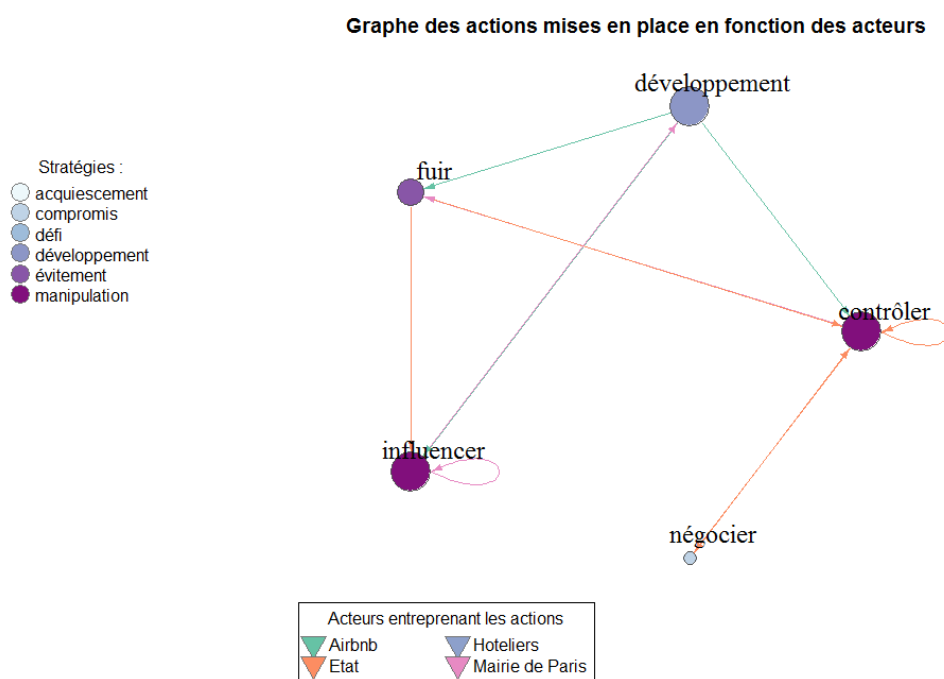 Graphe des actions mises en place en fonction des acteurs
développement
Stratégies :
fuir
acquiescement
compromis
défi
développement
évitement
manipulation
contrôler
influencer
négocier
Acteurs entreprenant les actions
Airbnb
Hoteliers
Etat
Mairie de Paris